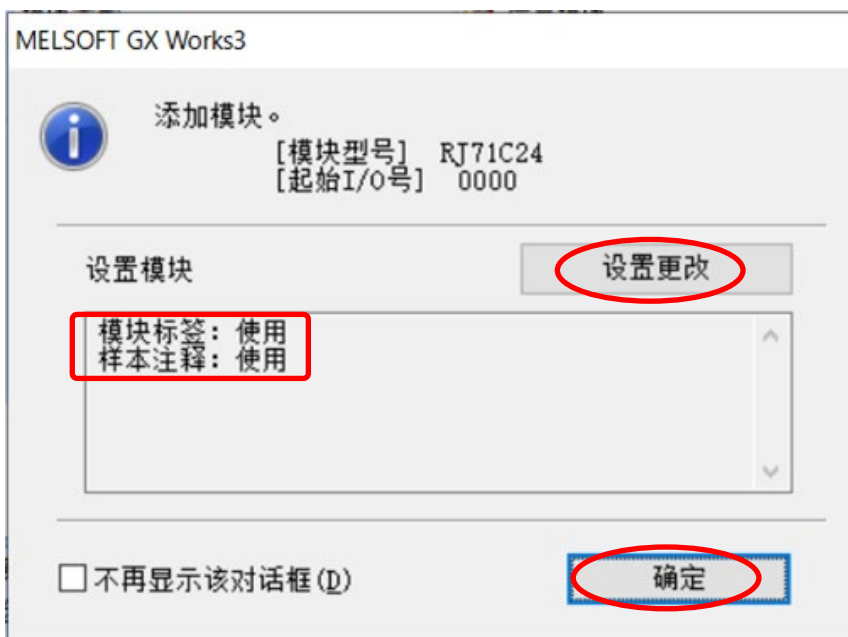 MELSOFT GX Works3
添加模块。
[模块型号] RJ71C24
[起始I/O号] 0000
设置模块
设置更改
模块标签: 使用
样本注释: 使用
不再显示该对话框(D)
确定